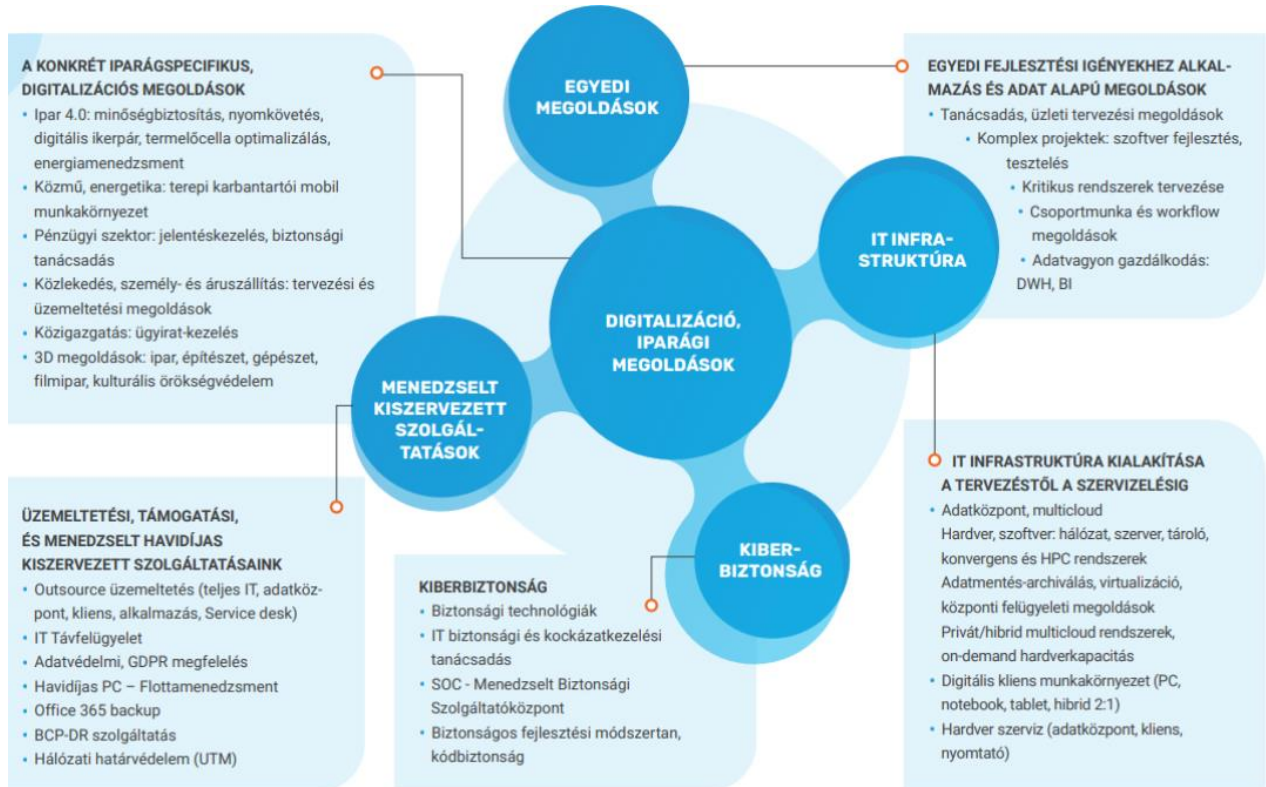 A KONKRÉT IPARÁGSPECIFIKUS,
DIGITALIZÁCIÓS MEGOLDÁSOK
• Ipar 4.0: minőségbiztosítás, nyomkövetés,
digitális ikerpár, termelőcella optimalizálás,
energiamenedzsment
• Közmű, energetika: terepi karbantartói mobil
munkakörnyezet
• Pénzügyi szektor: jelentéskezelés, biztonsági
tanácsadás
• Közlekedés, személy- és áruszállítás: tervezési és
üzemeltetési megoldások
• Közigazgatás: ügyirat-kezelés
• 3D megoldások: ipar, építészet, gépészet,
filmipar, kulturális örökségvédelem
EGYEDI
MEGOLDÁSOK
EGYEDI FEJLESZTÉSI IGÉNYEKHEZ ALKAL-
MAZÁS ÉS ADAT ALAPÚ MEGOLDÁSOK
• Tanácsadás, üzleti tervezési megoldások
• Komplex projektek: szoftver fejlesztés,
tesztelés
• Kritikus rendszerek tervezése
• Csoportmunka és workflow
megoldások
• Adatvagyon gazdálkodás:
DWH, BI
IT INFRA-
STRUKTÚRA
DIGITALIZÁCIÓ,
IPARÁGI
MEGOLDÁSOK
MENEDZSELT
KISZERVEZETT
SZOLGÁL-
TATÁSOK
KIBER-
BIZTONSÁG
ÜZEMELTETÉSI, TÁMOGATÁSI,
ÉS MENEDZSELT HAVIDÍJAS
KISZERVEZETT SZOLGÁLTATÁSAINK
• Outsource üzemeltetés (teljes IT, adatköz-
pont, kliens, alkalmazás, Service desk)
• IT Távfelügyelet
• Adatvédelmi, GDPR megfelelés
• Havidíjas PC – Flottamenedzsment
• Office 365 backup
• BCP-DR szolgáltatás
• Hálózati határvédelem (UTM)
KIBERBIZTONSÁG
• Biztonsági technológiák
• IT biztonsági és kockázatkezelési
tanácsadás
• SOC - Menedzselt Biztonsági
Szolgáltatóközpont
• Biztonságos fejlesztési módszertan,
kódbiztonság
IT INFRASTRUKTÚRA KIALAKÍTÁSA
A TERVEZÉSTŐL A SZERVIZELÉSIG
• Adatközpont, multicloud
Hardver, szoftver: hálózat, szerver, tároló,
konvergens és HPC rendszerek
Adatmentés-archiválás, virtualizáció,
központi felügyeleti megoldások
Privát/hibrid multicloud rendszerek,
on-demand hardverkapacitás
• Digitális kliens munkakörnyezet (PC,
notebook, tablet, hibrid 2:1)
• Hardver szerviz (adatközpont, kliens,
nyomtató)